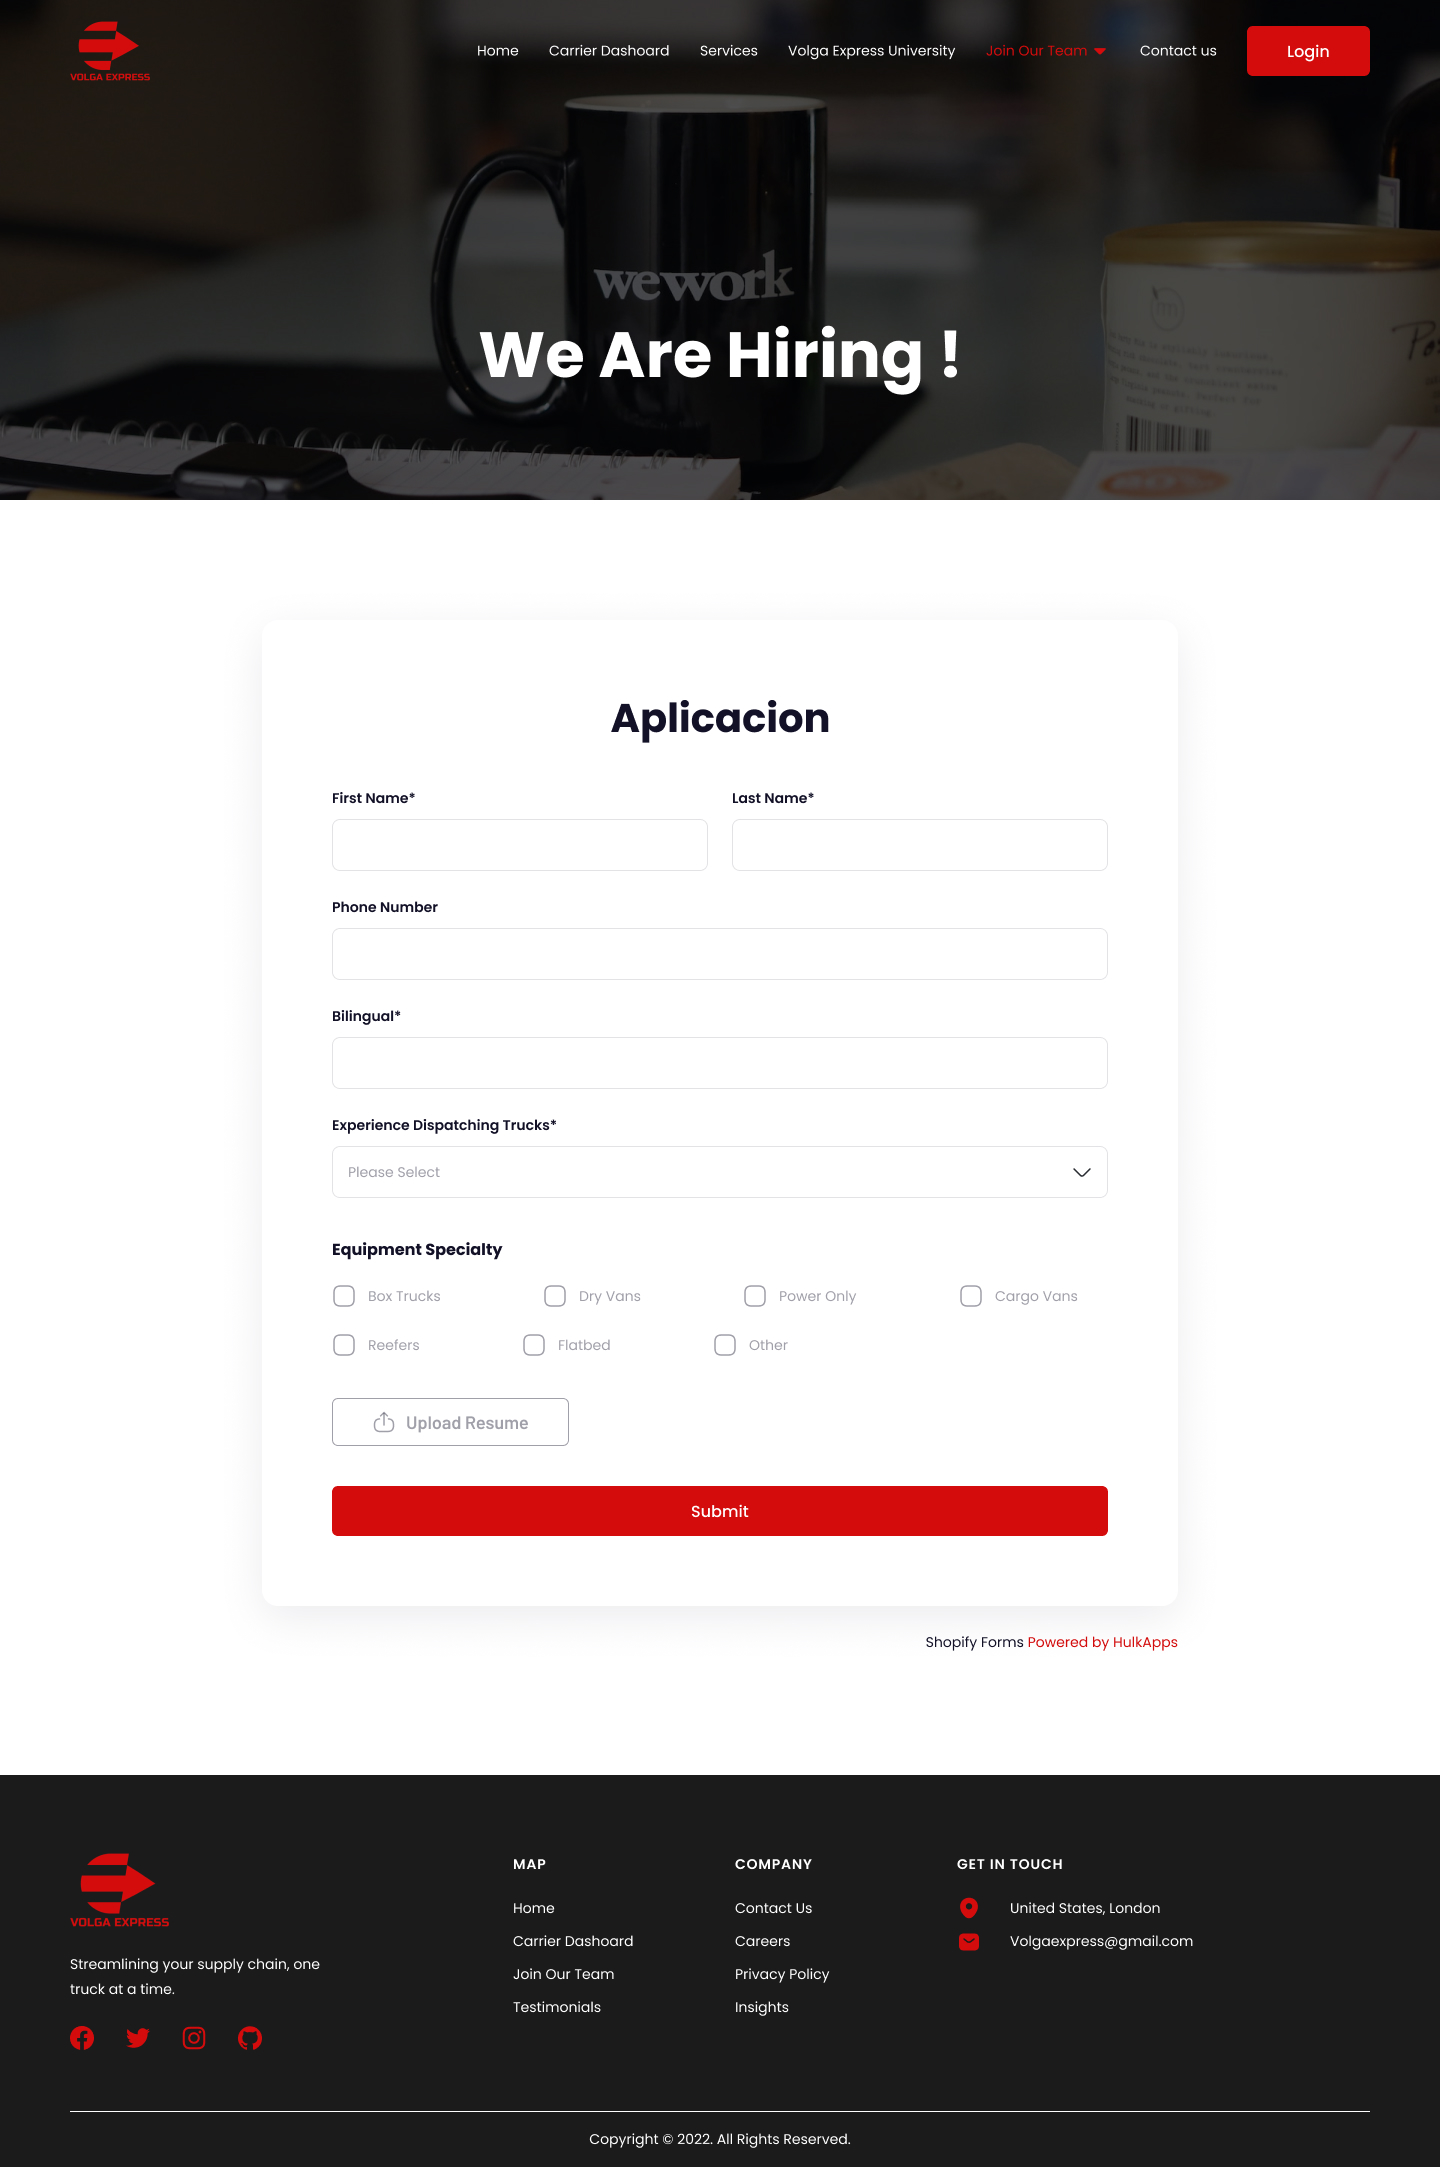 VOLGA EXPRESS
Home Carrier Dashoard Services Volga Express University Join Our Team Contact us Login
wework
We Are Hiring !
Aplicacion
First Name* Last Name*
Phone Number
Bilingual*
Experience Dispatching Trucks*
Please Select
Equipment Specialty
Box Trucks Dry Vans Power Only Cargo Vans
Reefers Flatbed Other
Upload Resume
Submit
Shopify Forms Powered by HulkApps
VOLGA EXPRESS
Streamlining your supply chain, one
truck at a time.
MAP
Home
Carrier Dashoard
Join Our Team
Testimonials
COMPANY
Contact Us
Careers
Privacy Policy
Insights
GET IN TOUCH
United States, London
Volgaexpress@gmail.com
Copyright © 2022. All Rights Reserved.